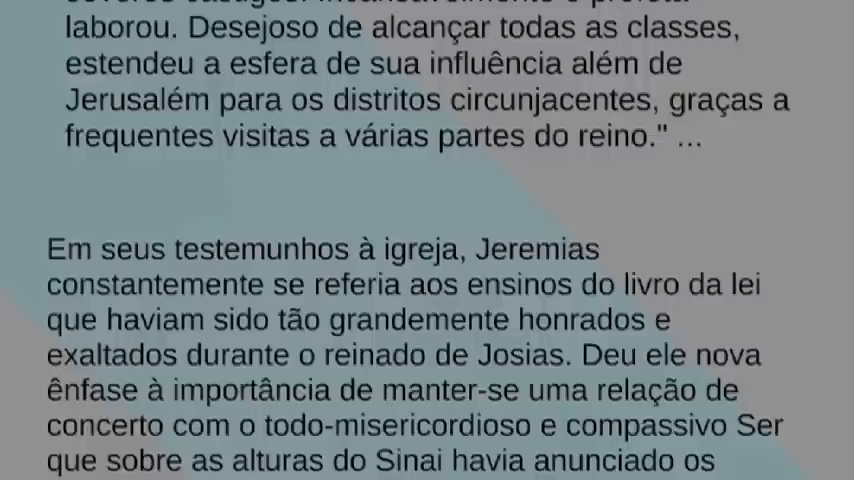 laborou. Desejoso de alcançar todas as classes,
estendeu a esfera de sua influência além de
Jerusalém para os distritos circunjacentes, graças a
frequentes visitas a várias partes do reino." ...
Em seus testemunhos à igreja, Jeremias
constantemente se referia aos ensinos do livro da lei
que haviam sido tão grandemente honrados e
exaltados durante o reinado de Josias. Deu ele nova
ênfase à importância de manter-se uma relação de
concerto com o todo-misericordioso e compassivo Ser
que sobre as alturas do Sinai havia anunciado os